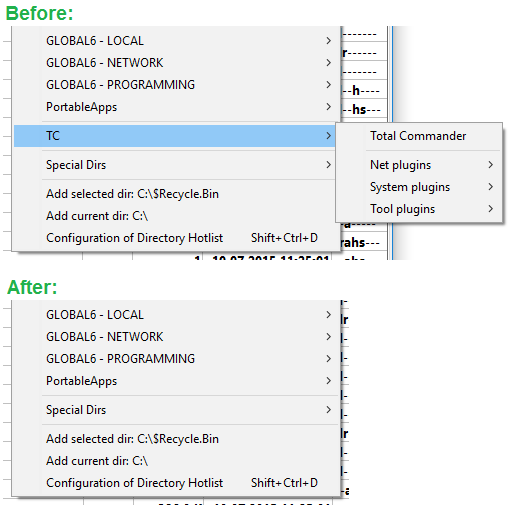 Before:
GLOBAL6 - LOCAL
GLOBAL6 - NETWORK
GLOBAL6 - PROGRAMMING
PortableApps
TC
Special Dirs
Add selected dir: C:\$Recycle.Bin
Add current dir: C:\
Configuration of Directory Hotlist Shift+Ctrl+D
Total Commander
Net plugins
System plugins
Tool plugins
r------
--h----
--hs---
rahs---
After:
GLOBAL6 - LOCAL
GLOBAL6 - NETWORK
GLOBAL6 - PROGRAMMING
PortableApps
Special Dirs
Add selected dir: C:\$Recycle.Bin
Add current dir: C:\
Configuration of Directory Hotlist Shift+Ctrl+D